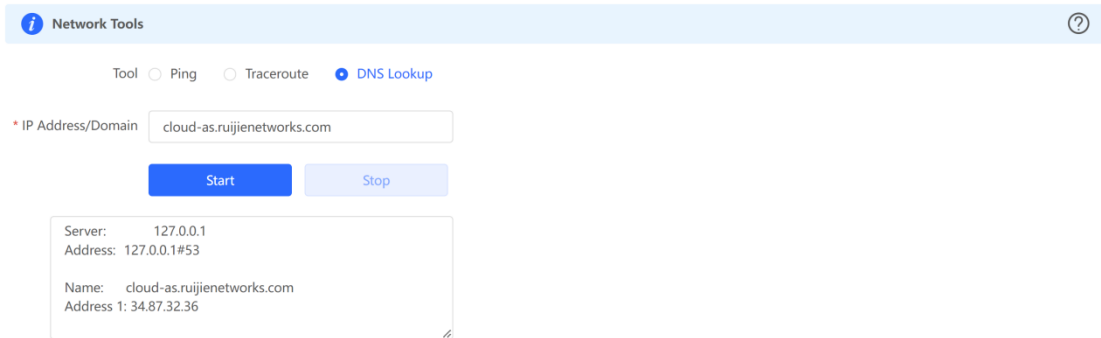 Network Tools
Tool Ping Traceroute DNS Lookup
* IP Address/Domain cloud-as.ruijienetworks.com
Start Stop
Server: 127.0.0.1
Address: 127.0.0.1#53
Name: cloud-as.ruijienetworks.com
Address 1: 34.87.32.36